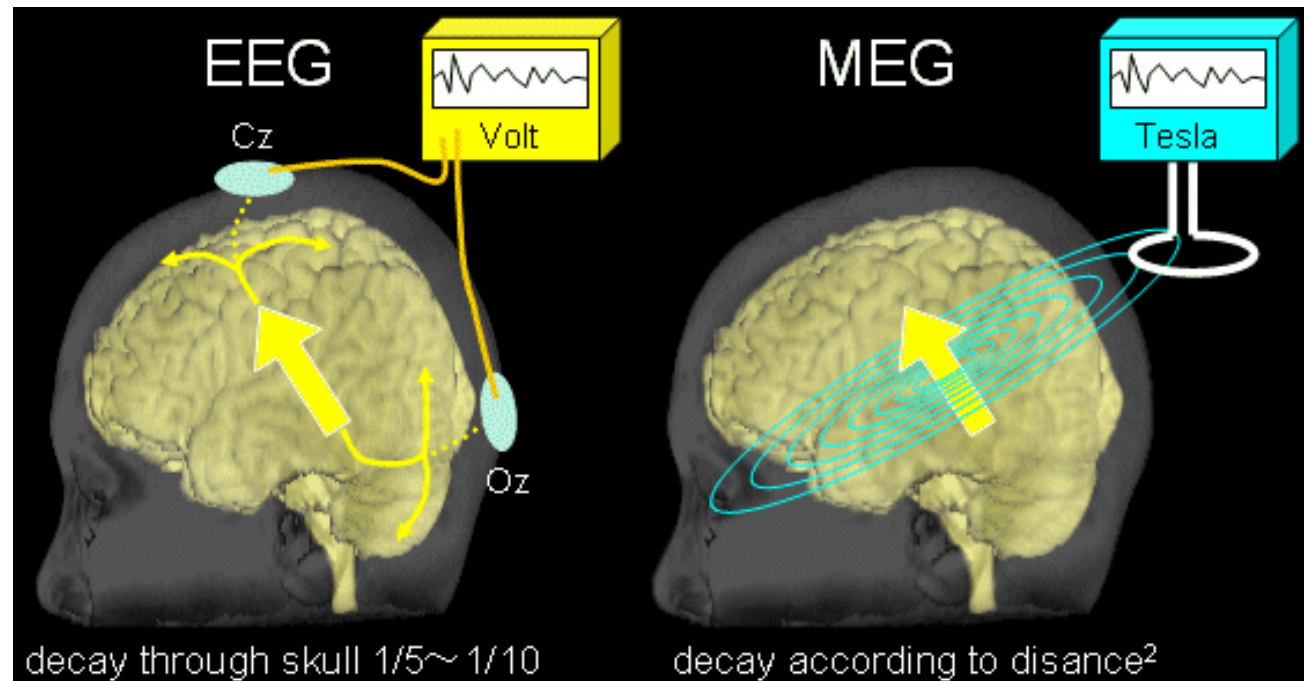 EEG
Volt
Cz
Oz
decay through skull 1/5～ 1/10
MEG
Tesla
decay according to disance²